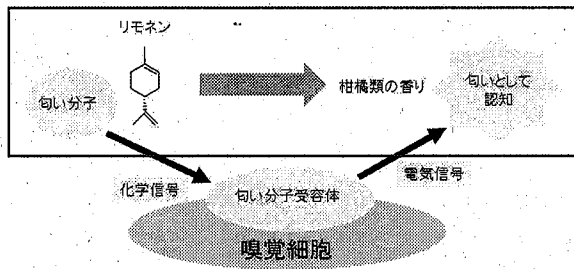 リモネン
匂い分子
柑橘類の香り
匂いとして
認知
化学信号
電気信号
匂い分子受容体
嗅覚細胞